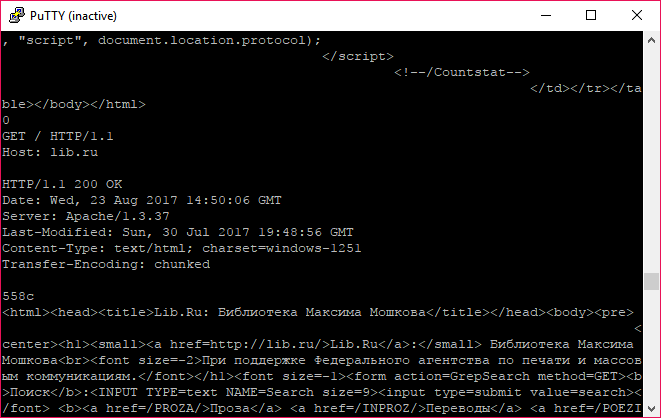 PuTTY (inactive)
, "script", document.location.protocol);
</script>
<!--/Countstat-->
</td></tr></ta
ble></body></html>
0
GET / HTTP/1.1
Host: lib.ru
HTTP/1.1 200 OK
Date: Wed, 23 Aug 2017 14:50:06 GMT
Server: Apache/1.3.37
Last-Modified: Sun, 30 Jul 2017 19:48:56 GMT
Content-Type: text/html; charset=windows-1251
Transfer-Encoding: chunked
558c
<html><head><title>Lib.Ru: Библиотека Максима Мошкова</title></head><body><pre>
<
center><h1><small><a href=http://lib.ru/>Lib.Ru</a>:</small> Библиотека Максима
Мошкова<br><font size=-2>При поддержке Федерального агентства по печати и массов
ым коммуникациям.</font></h1><font size=-1><form action=GrepSearch method=GET><b
>Поиск</b>:<INPUT TYPE=text NAME=Search size=9><input type=submit value=search><
/font> <b><a href=/PROZA/>Проза</a> <a href=/INPROZ/>Переводы</a> <a href=/POEZI